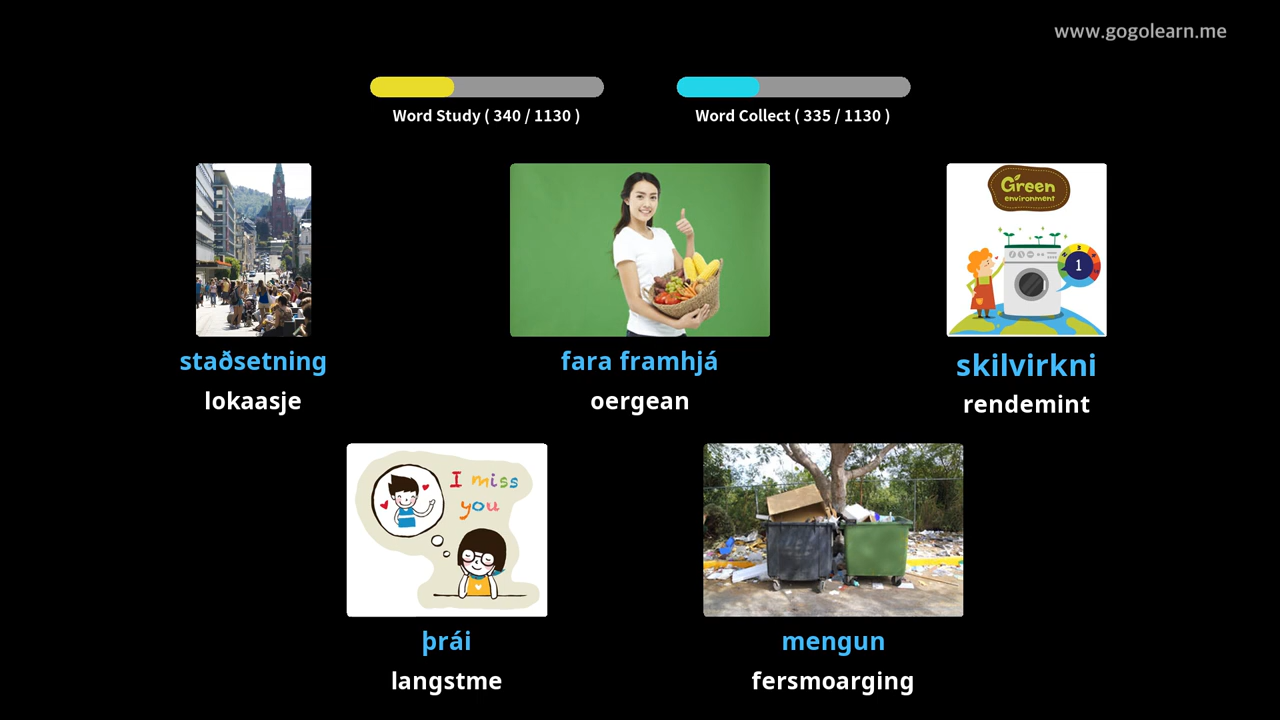 www.gogolearn.me
Word Study ( 340 / 1130 )
Word Collect ( 335 / 1130 )
Green
environment
1
staðsetning
lokaasje
fara framhjá
oergean
skilvirkni
rendemint
I miss
you
þrái
langstme
mengun
fersmoarging